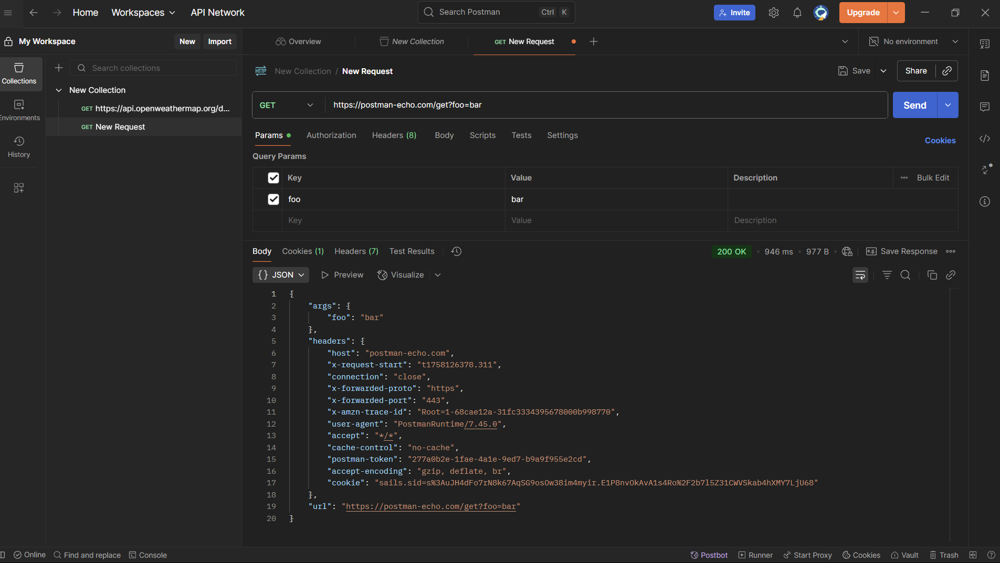 Home
Workspaces
API Network
Search Postman
Ctrl
K
Invite
Upgrade
My Workspace
New
Import
Overview
New Collection
GET New Request
No environment
Collections
Search collections
New Collection
GET https://api.openweathermap.org/d...
GET New Request
Environments
History
HTTP
New Collection / New Request
Save
Share
GET
https://postman-echo.com/get?foo=bar
Send
Params
Authorization
Headers (8)
Body
Scripts
Tests
Settings
Cookies
Query Params
Key
Value
Description
Bulk Edit
foo
bar
Key
Value
Description
Body
Cookies (1)
Headers (7)
Test Results
200 OK
946 ms
977 B
e.g.
Save Response
{} JSON
Preview
Visualize
1 {
2 "args": {
3 "foo": "bar"
4 },
5 "headers": {
6 "host": "postman-echo.com",
7 "x-request-start": "t1758126378.311",
8 "connection": "close",
9 "x-forwarded-proto": "https",
10 "x-forwarded-port": "443",
11 "x-amzn-trace-id": "Root=1-68cae12a-31fc3334395678000b998770",
12 "user-agent": "PostmanRuntime/7.45.0",
13 "accept": "*/*",
14 "cache-control": "no-cache",
15 "postman-token": "277a0b2e-1fae-4a1e-9ed7-b9a9f955e2cd",
16 "accept-encoding": "gzip, deflate, br",
17 "cookie": "sails.sid=s%3AuJH4dFo7rN8k67AqSG9osOw38im4myir.E1P8nvOkAvA1s4Ro%2F2b7l5Z31CWVSkab4hXMY7LjU68"
18 },
19 "url": "https://postman-echo.com/get?foo=bar"
20 }
Online
Find and replace
Console
Postbot
Runner
Start Proxy
Cookies
Vault
Trash